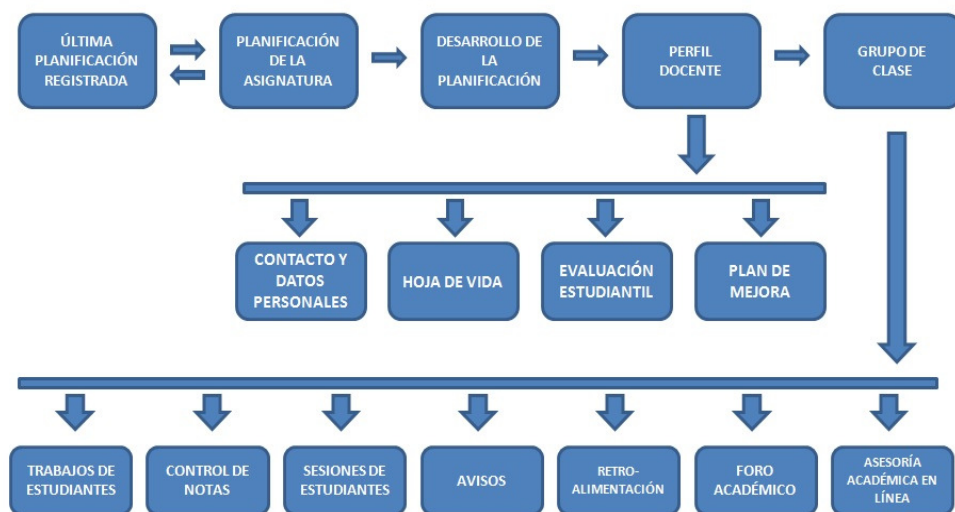 ÚLTIMA
PLANIFICACIÓN
REGISTRADA
PLANIFICACIÓN
DE LA
ASIGNATURA
DESARROLLO DE
LA
PLANIFICACIÓN
PERFIL
DOCENTE
GRUPO DE
CLASE
CONTACTO Y
DATOS
PERSONALES
HOJA DE VIDA
EVALUACIÓN
ESTUDIANTIL
PLAN DE
MEJORA
TRABAJOS DE
ESTUDIANTES
CONTROL DE
NOTAS
SESIONES DE
ESTUDIANTES
AVISOS
RETRO-
ALIMENTACIÓN
FORO
ACADÉMICO
ASESORÍA
ACADÉMICA EN
LÍNEA